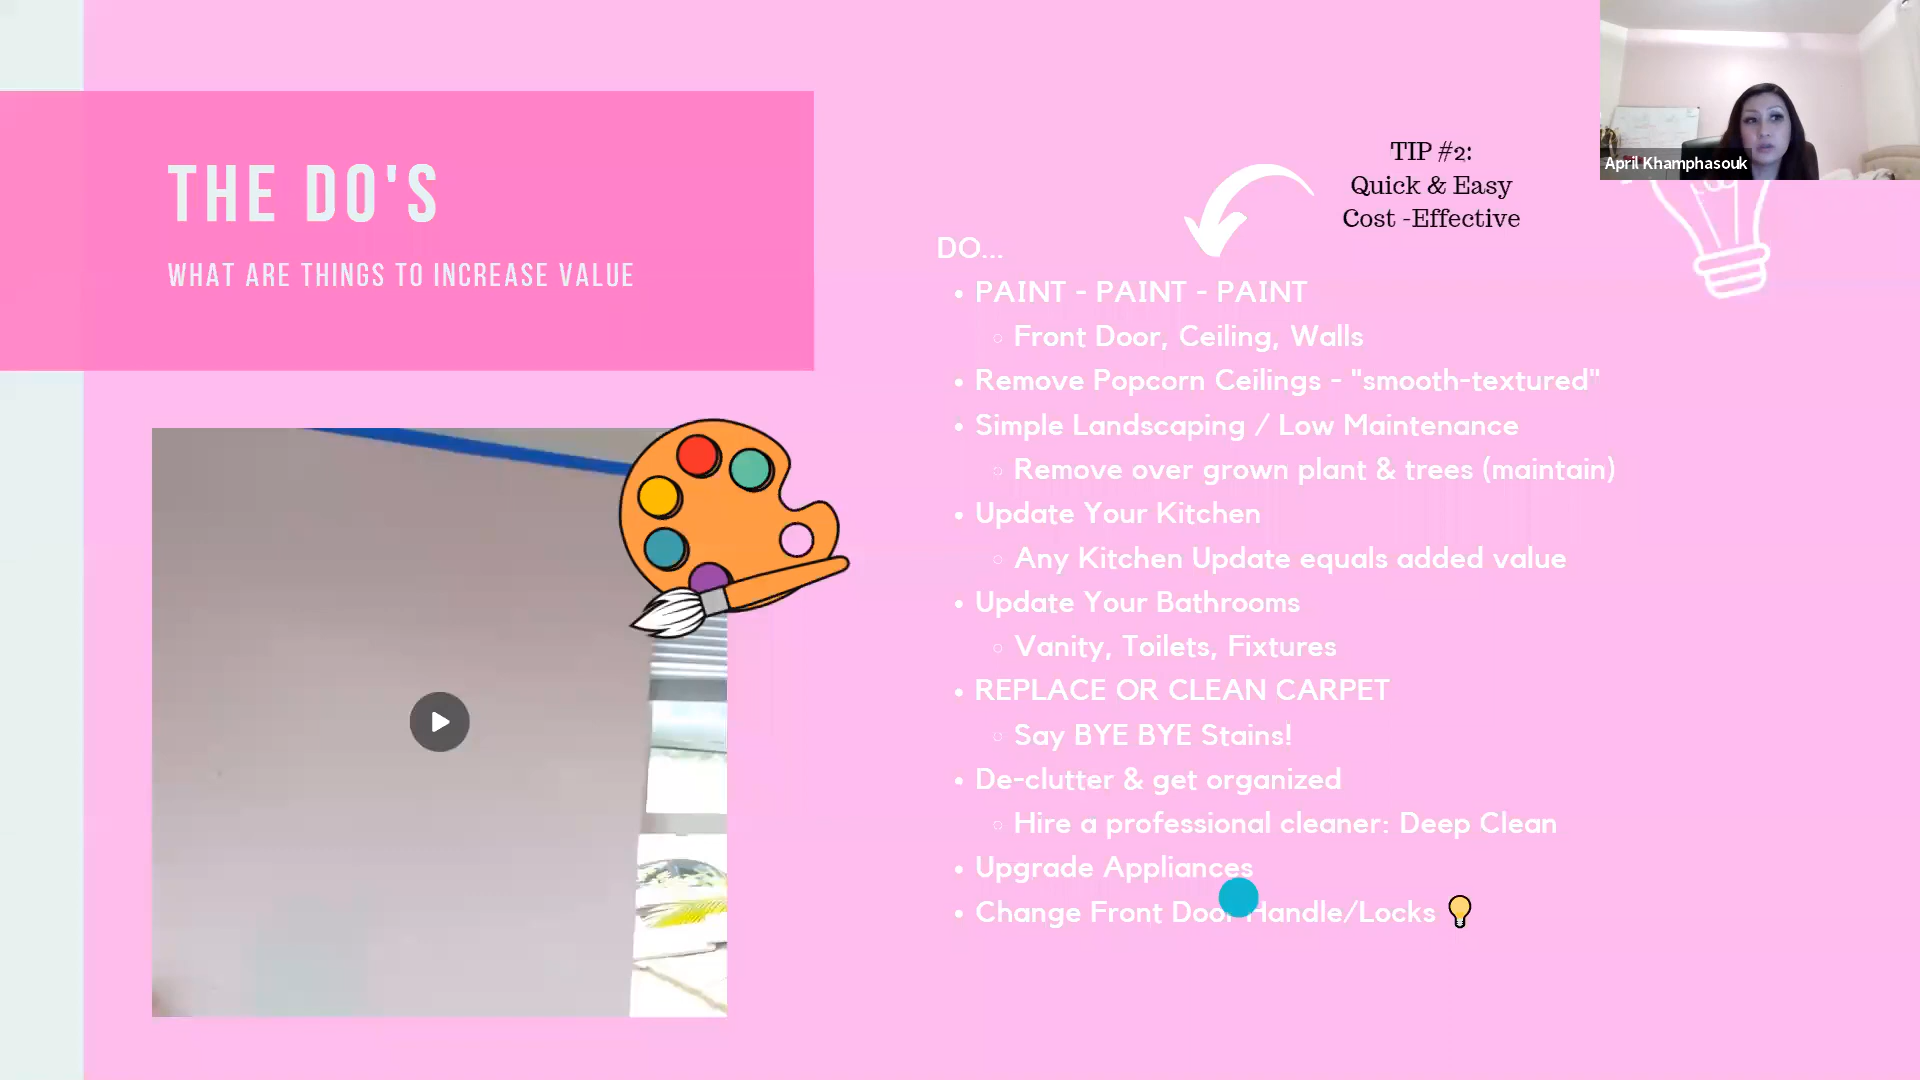 THE DO'S
WHAT ARE THINGS TO INCREASE VALUE
TIP #2:
Quick & Easy
Cost -Effective
April Khamphasouk
DO...
• PAINT - PAINT - PAINT
◦ Front Door, Ceiling, Walls
• Remove Popcorn Ceilings - "smooth-textured"
• Simple Landscaping / Low Maintenance
◦ Remove over grown plant & trees (maintain)
• Update Your Kitchen
◦ Any Kitchen Update equals added value
• Update Your Bathrooms
◦ Vanity, Toilets, Fixtures
• REPLACE OR CLEAN CARPET
◦ Say BYE BYE Stains!
• De-clutter & get organized
◦ Hire a professional cleaner: Deep Clean
• Upgrade Appliances
• Change Front Door Handle/Locks